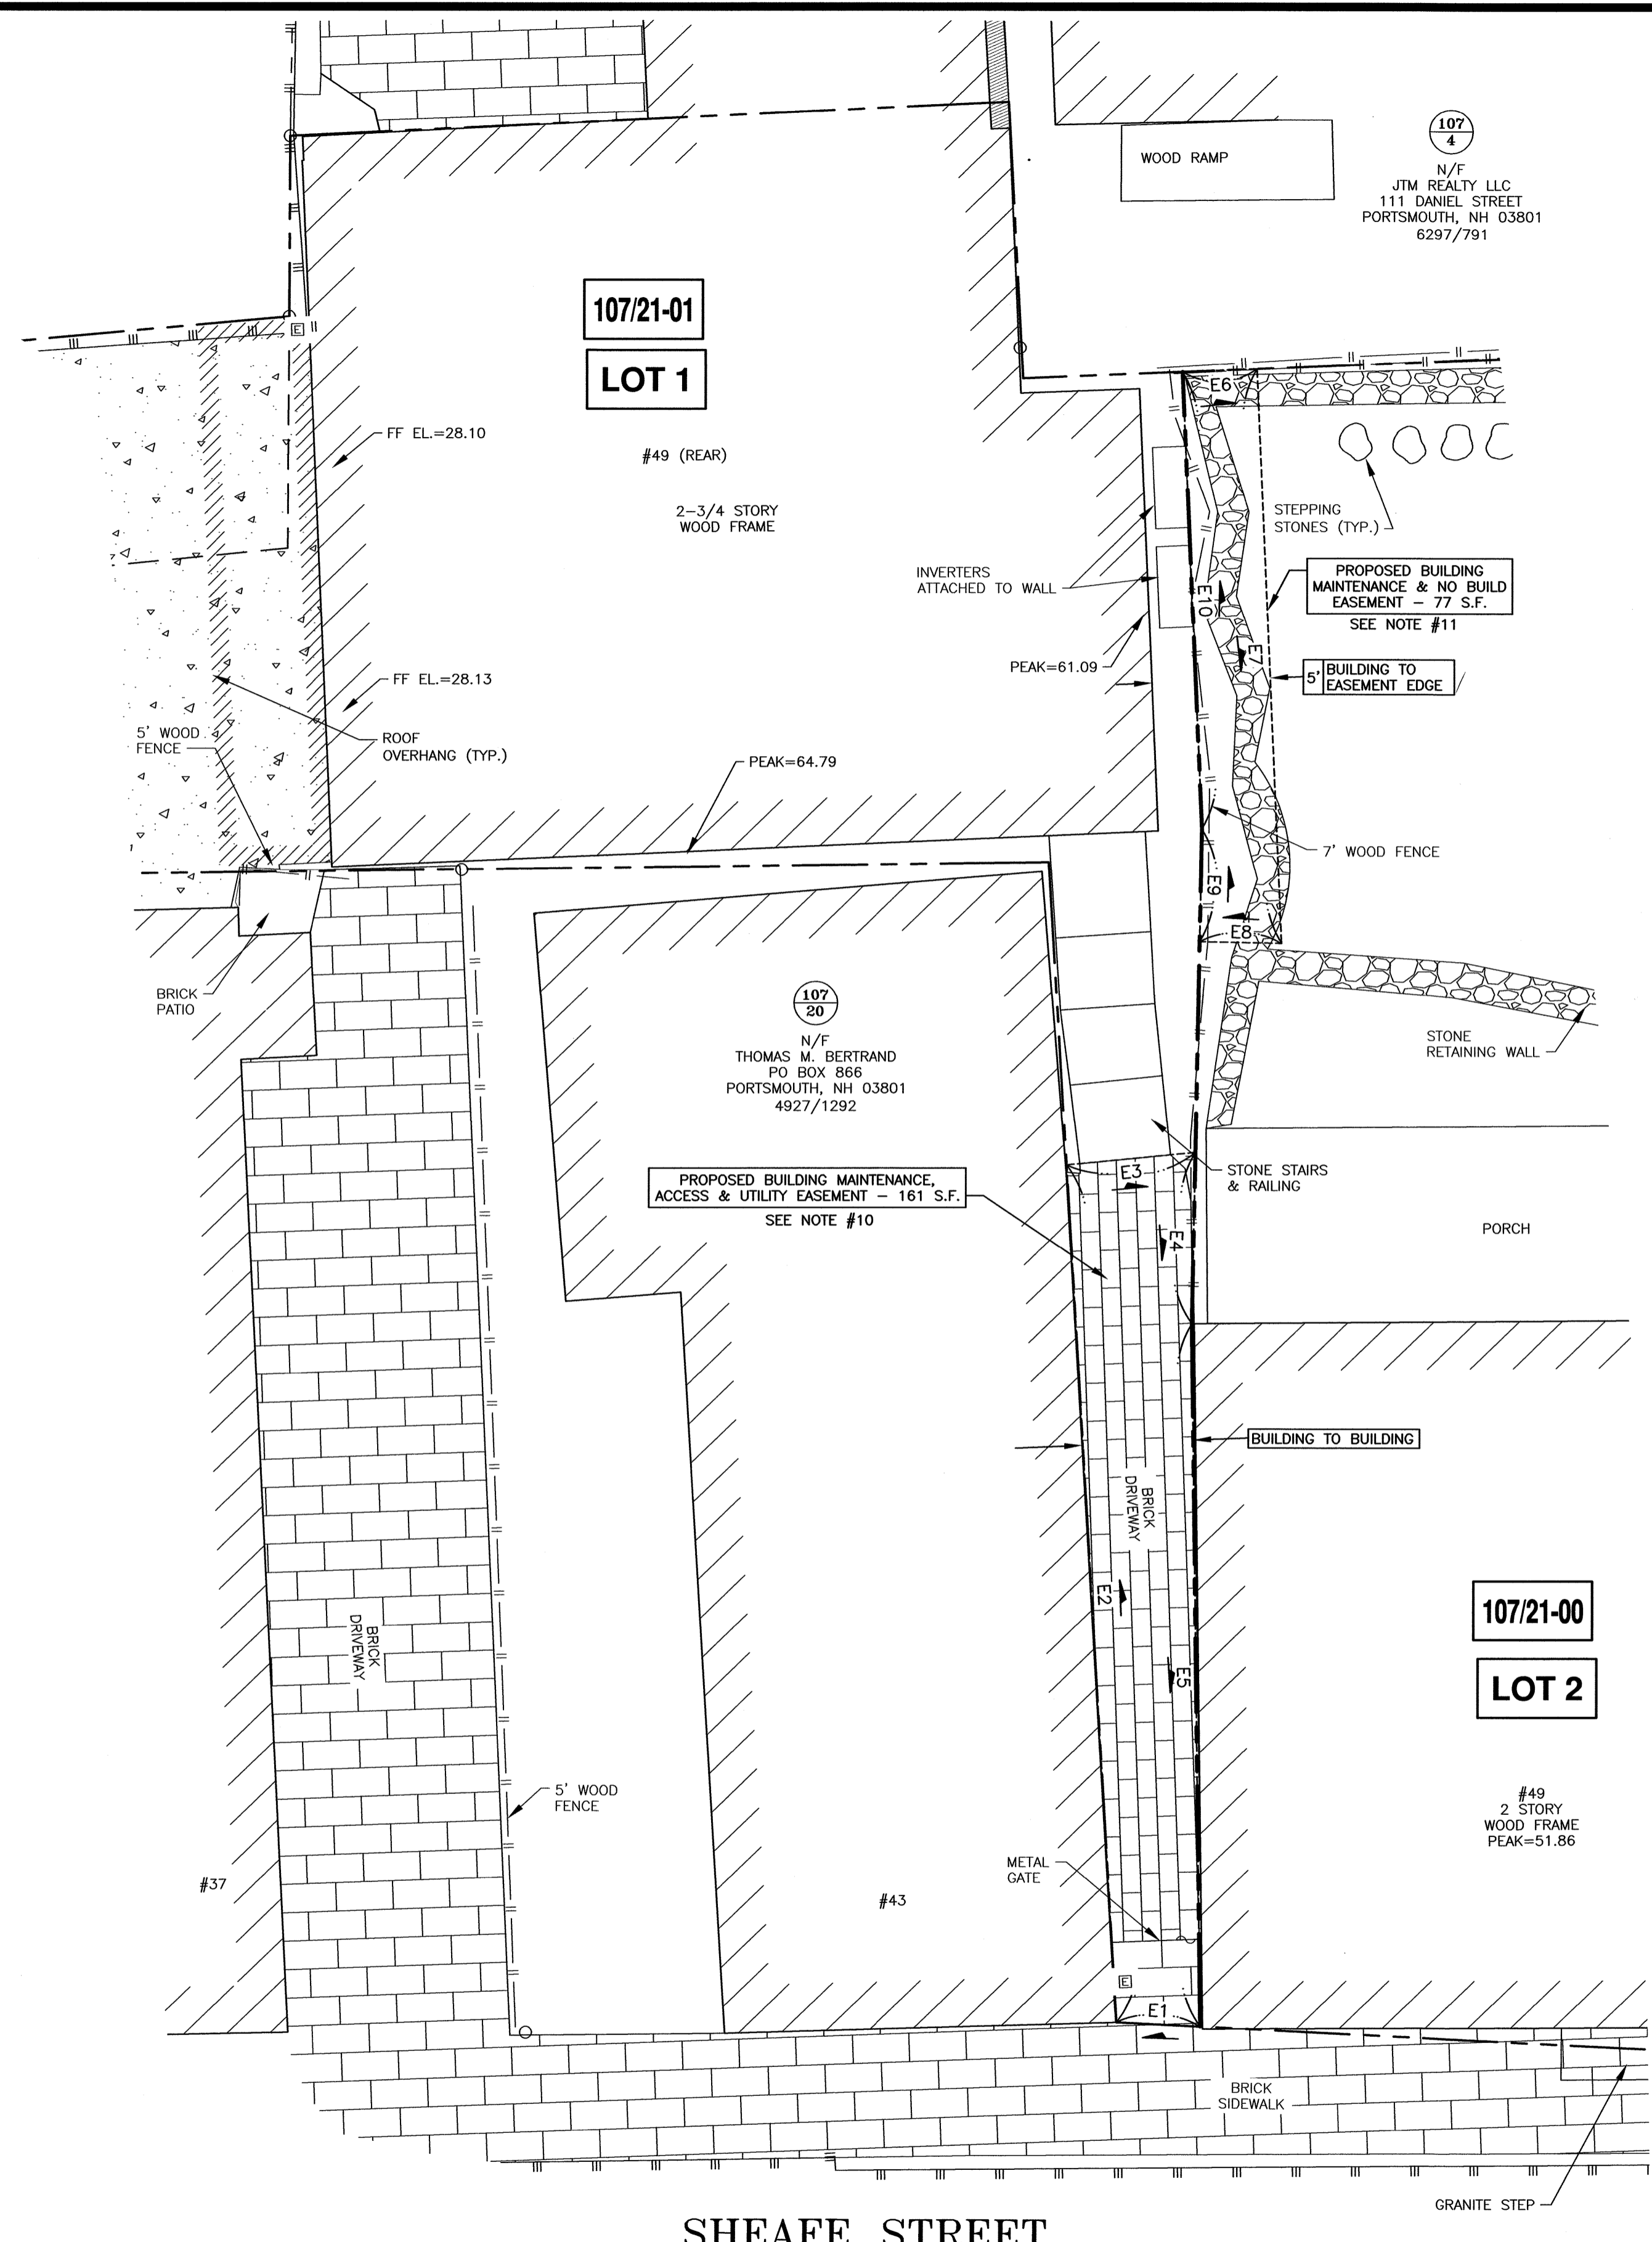 107
4
N/F
JTM REALTY LLC
111 DANIEL STREET
PORTSMOUTH, NH 03801
6297/791
WOOD RAMP
107/21-01
LOT 1
#49 (REAR)
2-3/4 STORY
WOOD FRAME
E
FF EL.=28.10
FF EL.=28.13
5' WOOD
FENCE
ROOF
OVERHANG (TYP.)
PEAK=64.79
INVERTERS
ATTACHED TO WALL
PEAK=61.09
E6
STEPPING
STONES (TYP.)
PROPOSED BUILDING
MAINTENANCE & NO BUILD
EASEMENT - 77 S.F.
SEE NOTE #11
5' BUILDING TO
EASEMENT EDGE
E10
E7
7' WOOD FENCE
E9
E8
BRICK
PATIO
107
20
N/F
THOMAS M. BERTRAND
PO BOX 866
PORTSMOUTH, NH 03801
4927/1292
STONE
RETAINING WALL
PROPOSED BUILDING MAINTENANCE,
ACCESS & UTILITY EASEMENT - 161 S.F.
SEE NOTE #10
E3
STONE STAIRS
& RAILING
E4
PORCH
BUILDING TO BUILDING
BRICK
DRIVEWAY
E2
E5
107/21-00
LOT 2
BRICK
DRIVEWAY
5' WOOD
FENCE
#49
2 STORY
WOOD FRAME
PEAK=51.86
METAL
GATE
#37
#43
E
E1
BRICK
SIDEWALK
GRANITE STEP
SHEAFE STREET